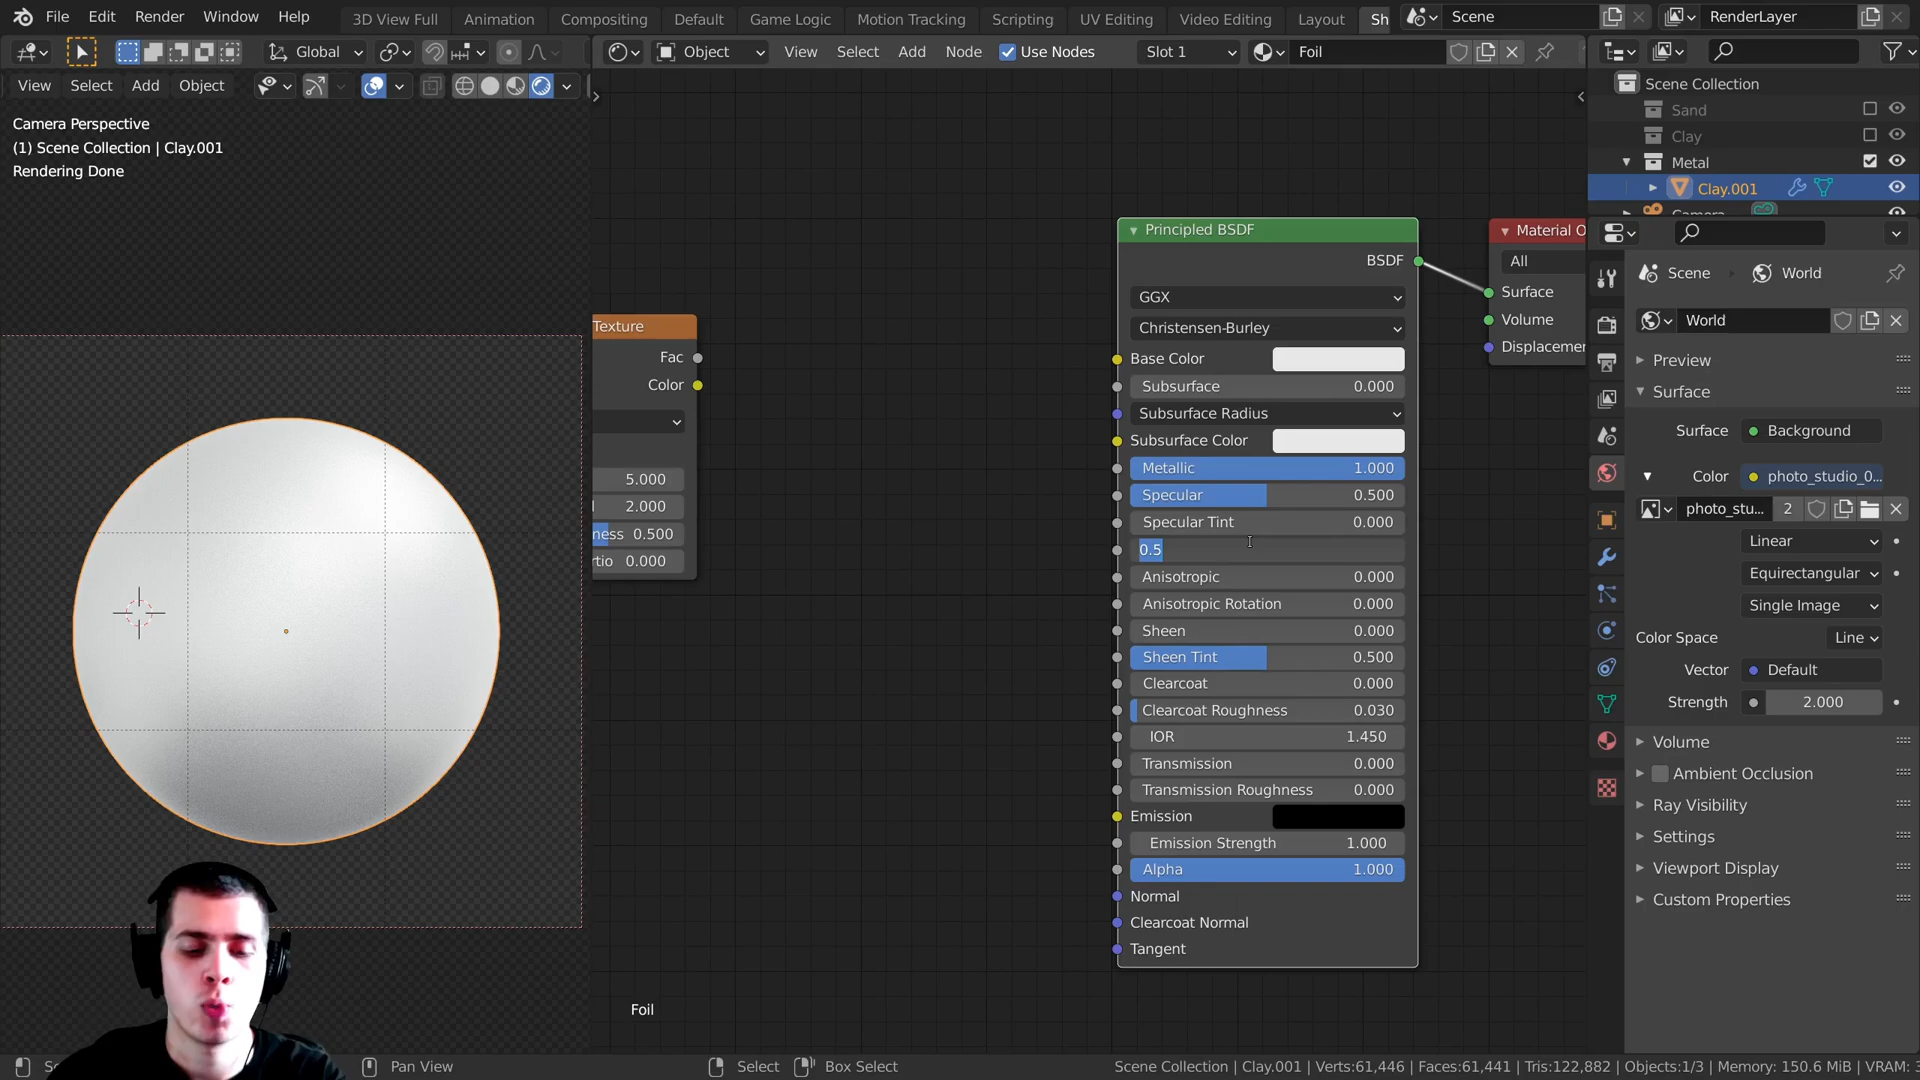 File Edit Render Window Help 3D View Full Animation Compositing Default Game Logic Motion Tracking Scripting UV Editing Video Editing Layout Sh Scene RenderLayer
Global Object View Select Add Node Use Nodes Slot 1 Foil
View Select Add Object
Camera Perspective
(1) Scene Collection | Clay.001
Rendering Done
Texture
Fac
Color
5.000
2.000
ness 0.500
rtio 0.000
Principled BSDF
BSDF
GGX
Christensen-Burley
Base Color
Subsurface 0.000
Subsurface Radius
Subsurface Color
Metallic 1.000
Specular 0.500
Specular Tint 0.000
0.5
Anisotropic 0.000
Anisotropic Rotation 0.000
Sheen 0.000
Sheen Tint 0.500
Clearcoat 0.000
Clearcoat Roughness 0.030
IOR 1.450
Transmission 0.000
Transmission Roughness 0.000
Emission
Emission Strength 1.000
Alpha 1.000
Normal
Clearcoat Normal
Tangent
Material O
All
Surface
Volume
Displacemen
Foil
Scene Collection
Sand
Clay
Metal
Clay.001
Scene World
World
Preview
Surface
Surface Background
Color photo_studio_0...
photo_stu... 2
Linear
Equirectangular
Single Image
Color Space Line
Vector Default
Strength 2.000
Volume
Ambient Occlusion
Ray Visibility
Settings
Viewport Display
Custom Properties
Pan View Select Box Select Scene Collection | Clay.001 | Verts:61,446 | Faces:61,441 | Tris:122,882 | Objects:1/3 | Memory: 150.6 MiB | VRAM: